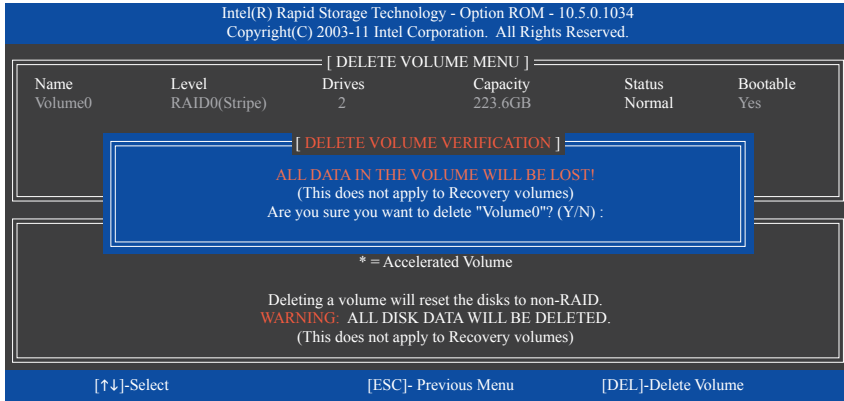 Intel(R) Rapid Storage Technology - Option ROM - 10.5.0.1034
Copyright(C) 2003-11 Intel Corporation.  All Rights Reserved.
[ DELETE VOLUME MENU ]
Name Level Drives Capacity Status Bootable
Volume0 RAID0(Stripe) 2 223.6GB Normal Yes
[ DELETE VOLUME VERIFICATION ]
ALL DATA IN THE VOLUME WILL BE LOST!
(This does not apply to Recovery volumes)
Are you sure you want to delete "Volume0"? (Y/N) :
* = Accelerated Volume
Deleting a volume will reset the disks to non-RAID.
WARNING:  ALL DISK DATA WILL BE DELETED.
(This does not apply to Recovery volumes)
[↑↓]-Select [ESC]- Previous Menu [DEL]-Delete Volume